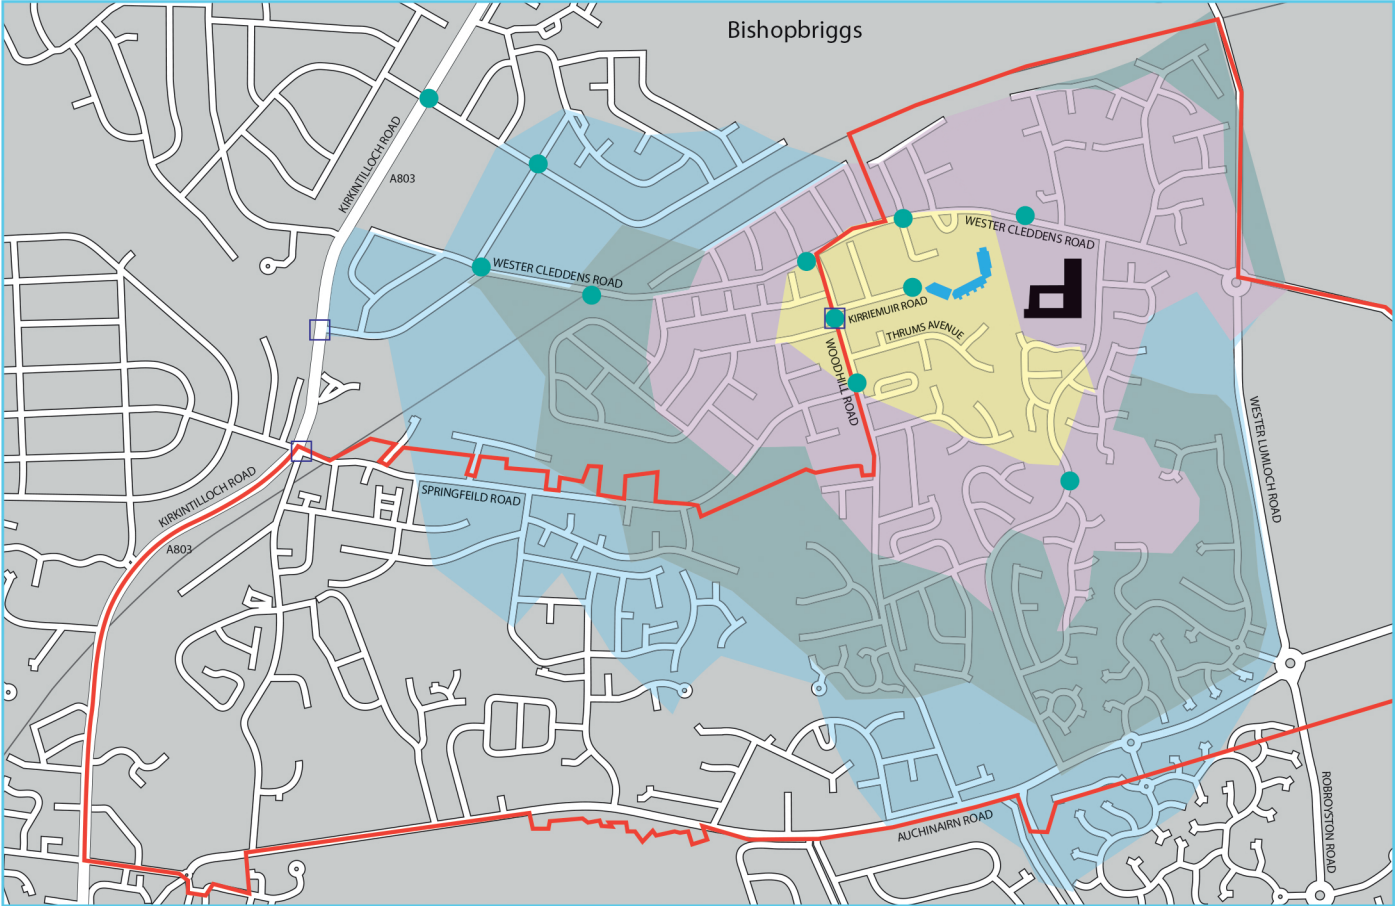 Bishopbriggs
KIRKINTILLOCH ROAD
A803
WESTER CLEDDENS ROAD
WESTER CLEDDENS ROAD
KIRRIEMUIR ROAD
THRUMS AVENUE
WOODHILL ROAD
WESTER LUMLOCH ROAD
KIRKINTILLOCH ROAD
A803
SPRINGFEILD ROAD
AUCHINAIRN ROAD
ROBROYSTON ROAD